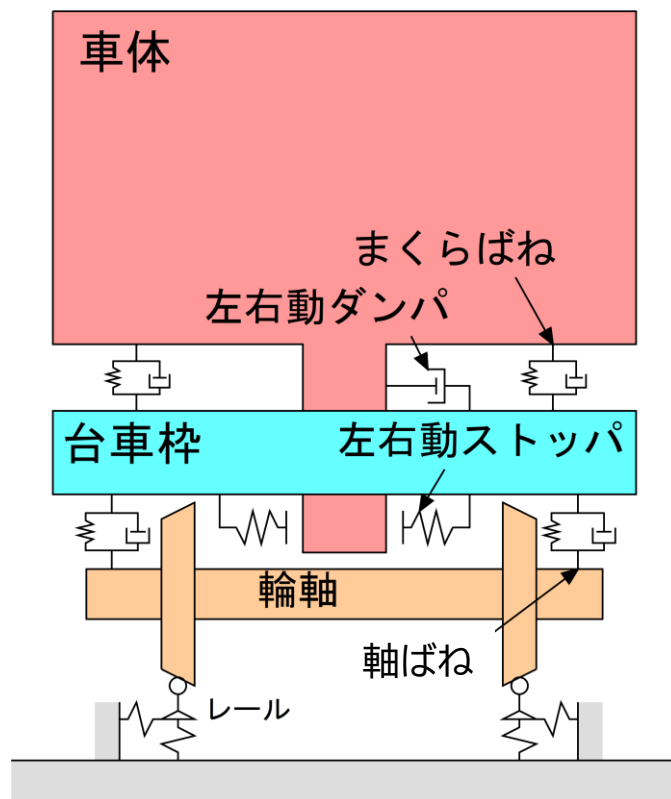 車体
まくらばね
左右動ダンパ
台車枠
左右動ストッパ
輪軸
軸ばね
レール